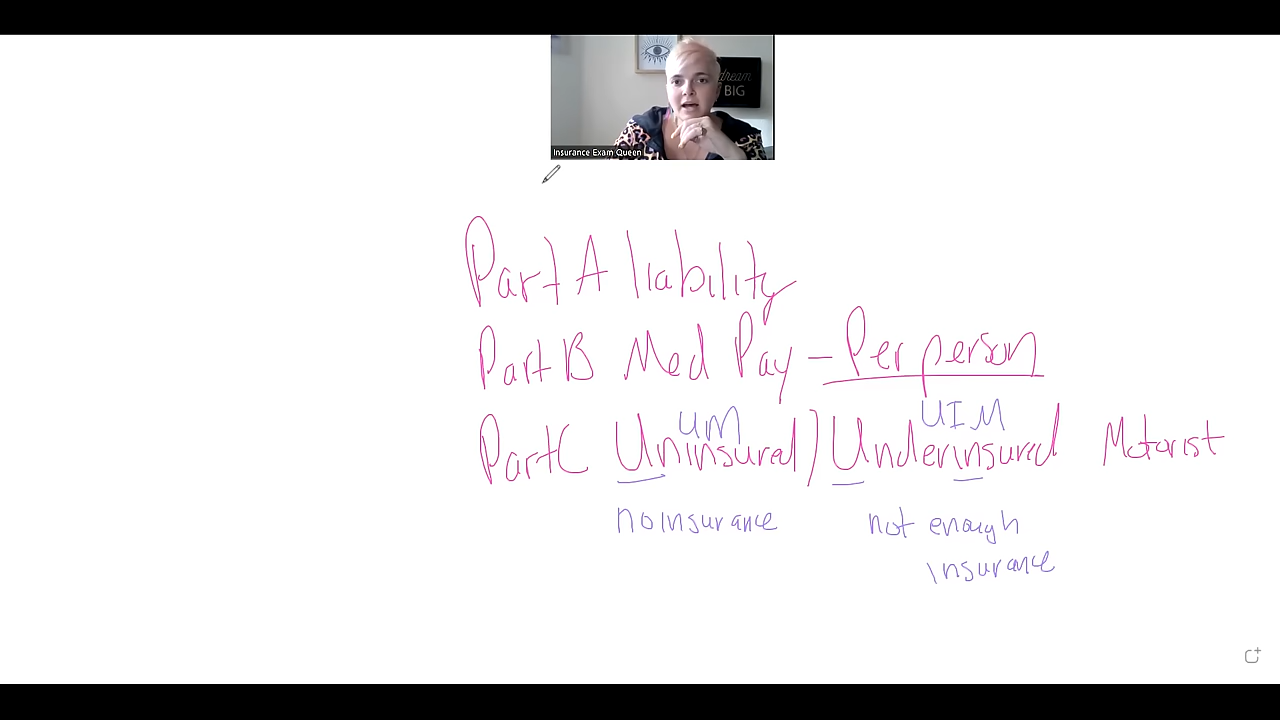 dream
BIG
Insurance Exam Queen
Part A liability
Part B Med Pay - Per person
UM UIM
Part C Uninsured) Underinsured Motorist
no insurance not enough
insurance